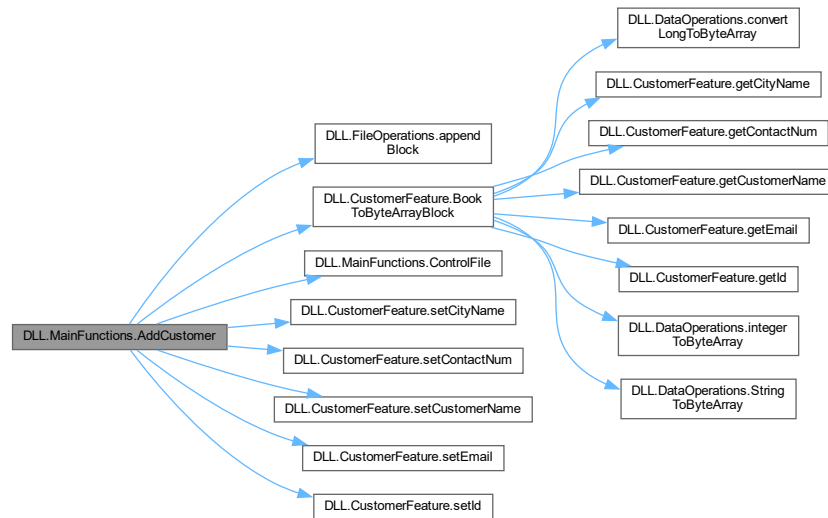 DLL.MainFunctions.AddCustomer
DLL.FileOperations.append
Block
DLL.CustomerFeature.Book
ToByteArrayBlock
DLL.MainFunctions.ControlFile
DLL.CustomerFeature.setCityName
DLL.CustomerFeature.setContactNum
DLL.CustomerFeature.setCustomerName
DLL.CustomerFeature.setEmail
DLL.CustomerFeature.setId
DLL.DataOperations.convert
LongToByteArray
DLL.CustomerFeature.getCityName
DLL.CustomerFeature.getContactNum
DLL.CustomerFeature.getCustomerName
DLL.CustomerFeature.getEmail
DLL.CustomerFeature.getId
DLL.DataOperations.integer
ToByteArray
DLL.DataOperations.String
ToByteArray